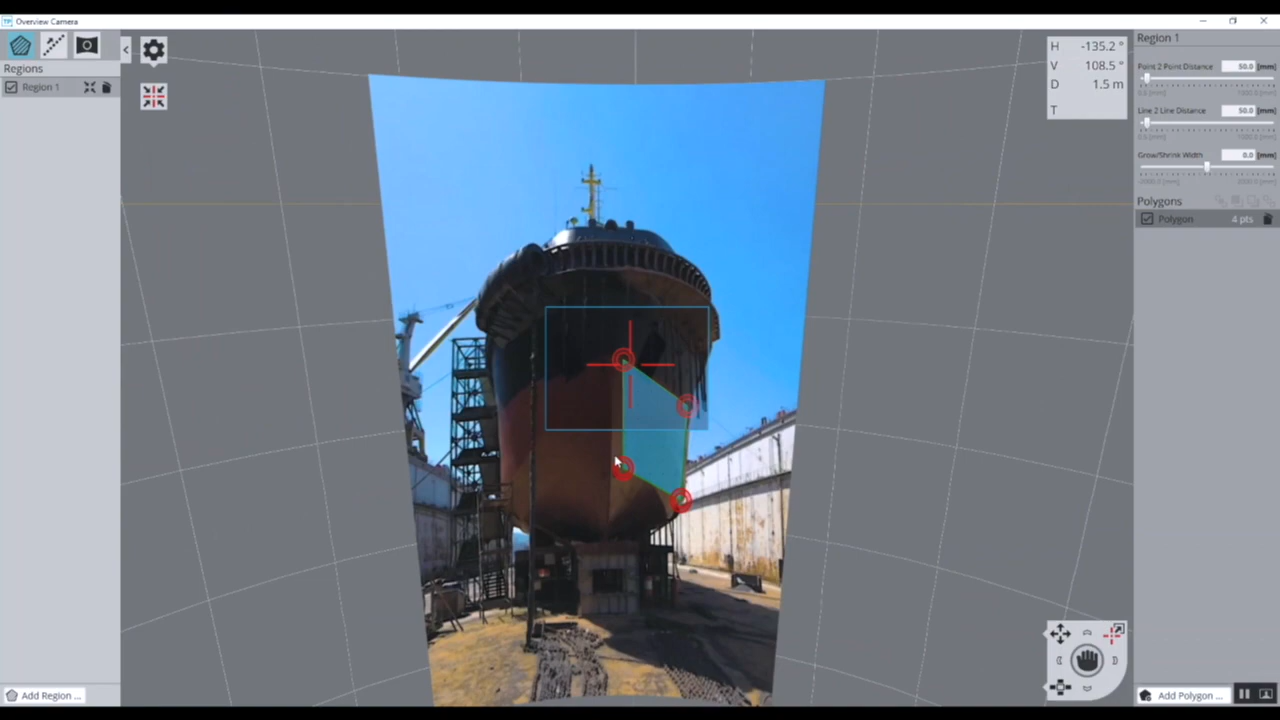 TP Overview Camera
Regions
Region 1
Add Region ...
H -135.2 °
V 108.5 °
D 1.5 m
T
Region 1
Point 2 Point Distance 50.0 [mm]
Line 2 Line Distance 50.0 [mm]
Grow/Shrink Width 0.0 [mm]
Polygons
Polygon 4 pts
Add Polygon ...